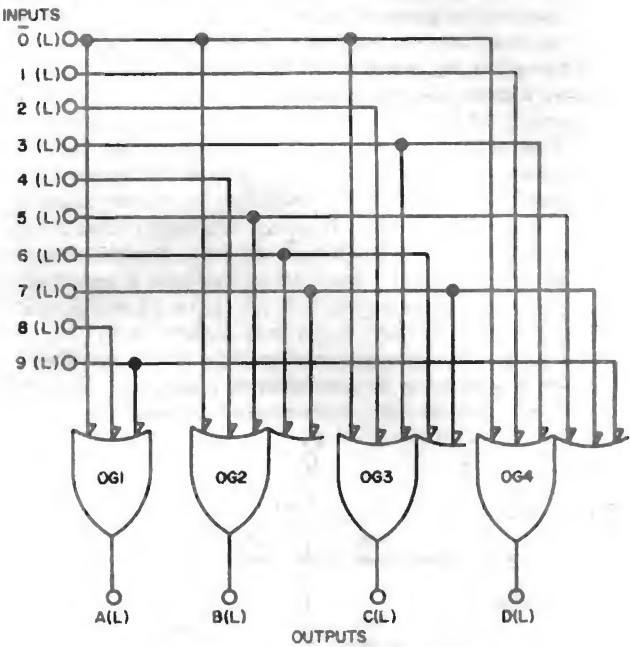 INPUTS
0̅ (L)
1 (L)
2 (L)
3 (L)
4 (L)
5 (L)
6 (L)
7 (L)
8 (L)
9 (L)
OG1 OG2 OG3 OG4
A(L) B(L) C(L) D(L)
OUTPUTS